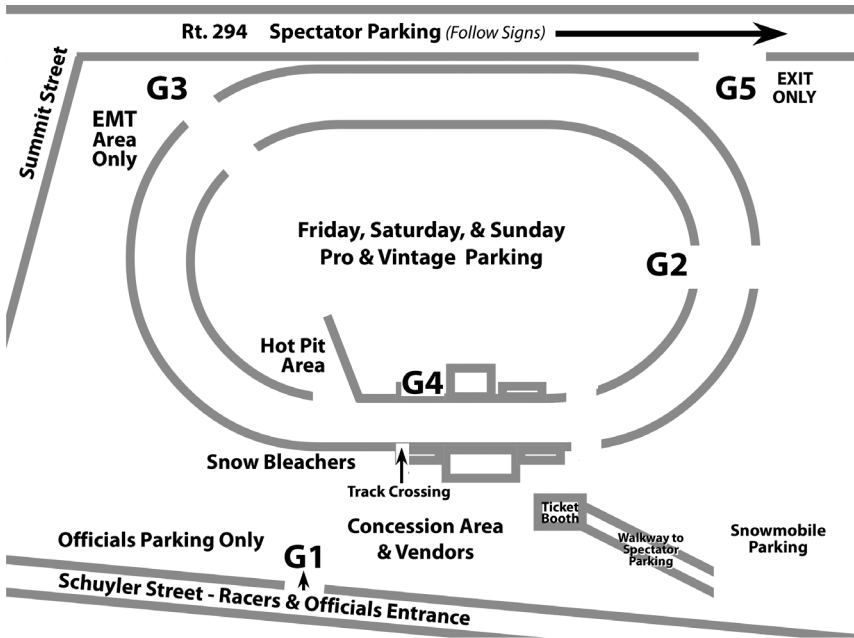 Rt. 294 Spectator Parking (Follow Signs)
Summit Street
G3
G5
EXIT
ONLY
EMT
Area
Only
Friday, Saturday, & Sunday
Pro & Vintage Parking
G2
Hot Pit
Area
G4
Snow Bleachers
Track Crossing
Ticket
Booth
Concession Area
& Vendors
Walkway to
Spectator
Parking
Snowmobile
Parking
Officials Parking Only
G1
Schuyler Street - Racers & Officials Entrance